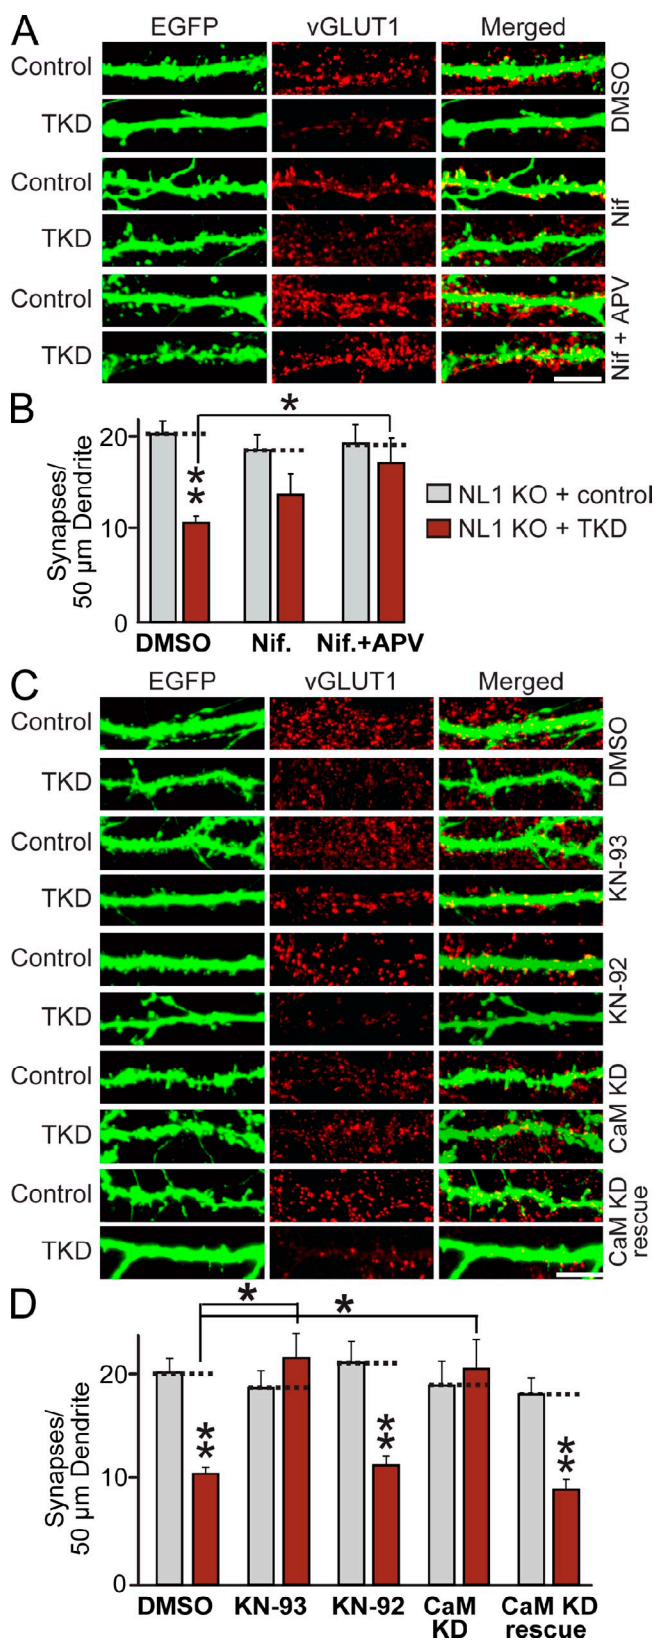 A
EGFP vGLUT1 Merged
Control
TKD
DMSO
Control
TKD
Nif
Control
TKD
Nif + APV
B
*
**
Synapses/
50 µm Dendrite
20
10
0
NL1 KO + control
NL1 KO + TKD
DMSO Nif. Nif.+APV
C
EGFP vGLUT1 Merged
Control
TKD
DMSO
Control
TKD
KN-93
Control
TKD
KN-92
Control
TKD
CaM KD
Control
TKD
CaM KD
rescue
D
* *
** ** **
Synapses/
50 µm Dendrite
20
10
0
DMSO KN-93 KN-92 CaM KD CaM KD rescue